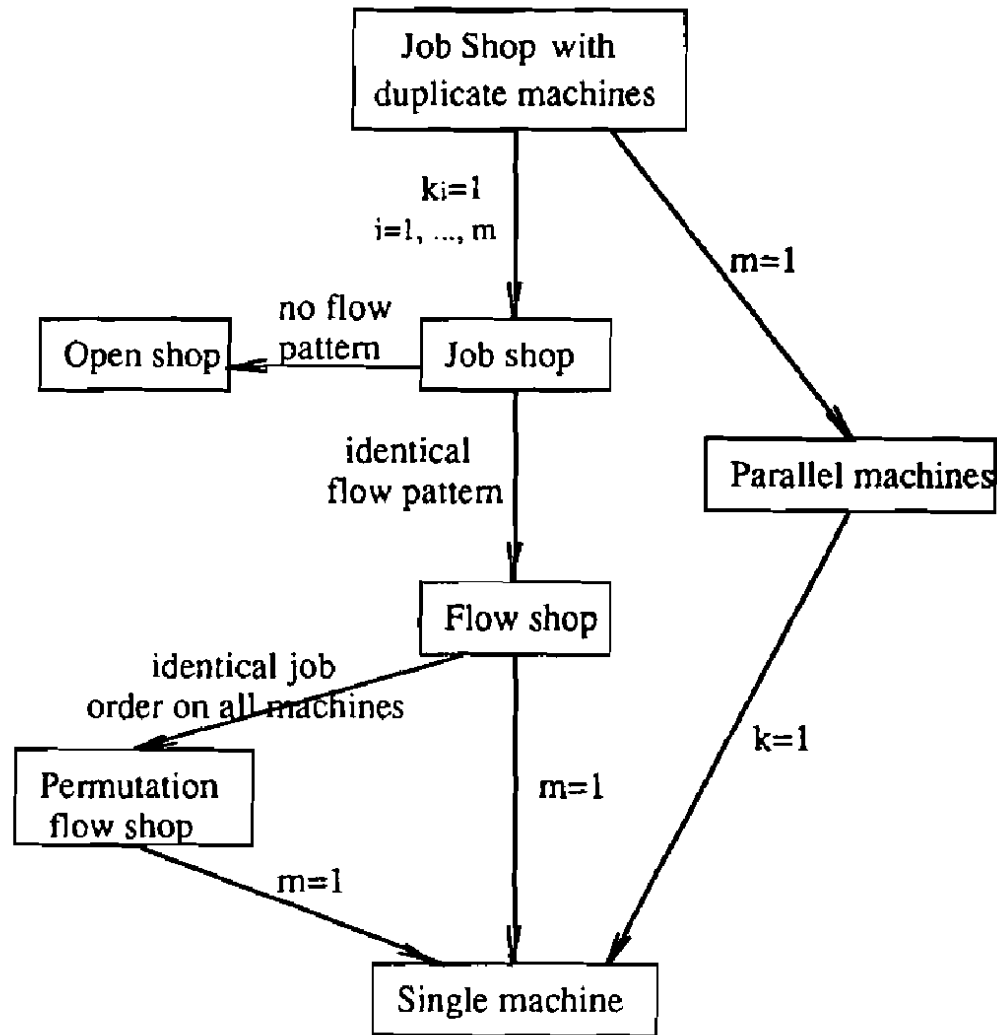 Job Shop with
duplicate machines
ki=1
i=1, ..., m
m=1
no flow
pattern
Open shop
Job shop
identical
flow pattern
Parallel machines
Flow shop
identical job
order on all machines
k=1
m=1
Permutation
flow shop
m=1
Single machine